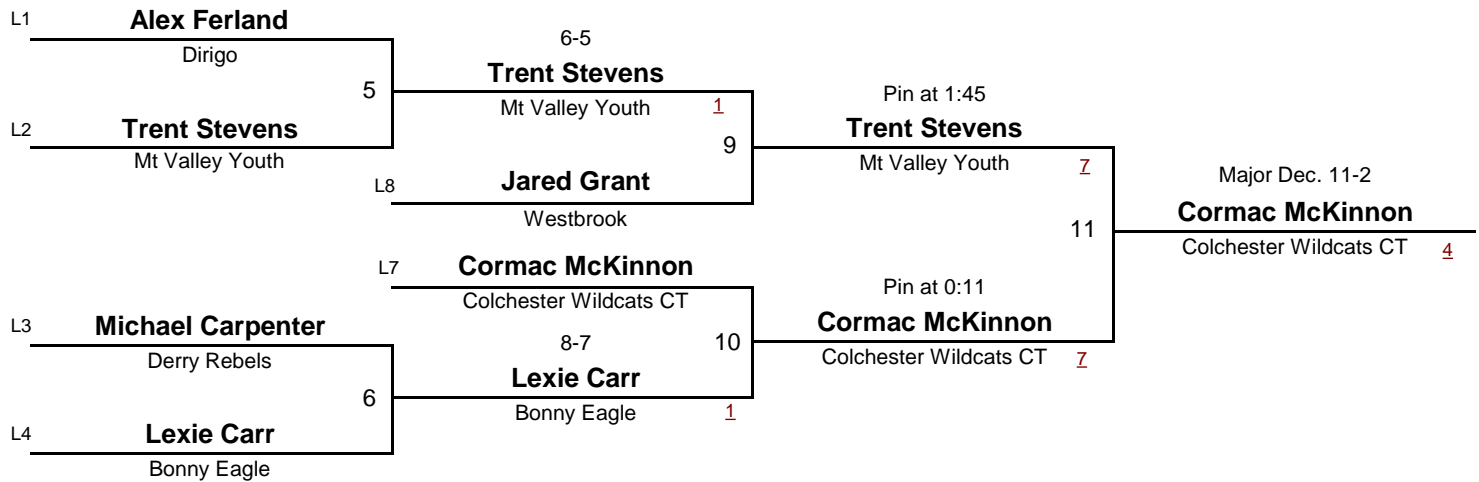 L1
Alex Ferland
Dirigo
5
L2
Trent Stevens
Mt Valley Youth
6-5
Trent Stevens
Mt Valley Youth
1
9
L8
Jared Grant
Westbrook
Pin at 1:45
Trent Stevens
Mt Valley Youth
7
L7
Cormac McKinnon
Colchester Wildcats CT
L3
Michael Carpenter
Derry Rebels
6
L4
Lexie Carr
Bonny Eagle
8-7
Lexie Carr
Bonny Eagle
1
10
Pin at 0:11
Cormac McKinnon
Colchester Wildcats CT
7
11
Major Dec. 11-2
Cormac McKinnon
Colchester Wildcats CT
4